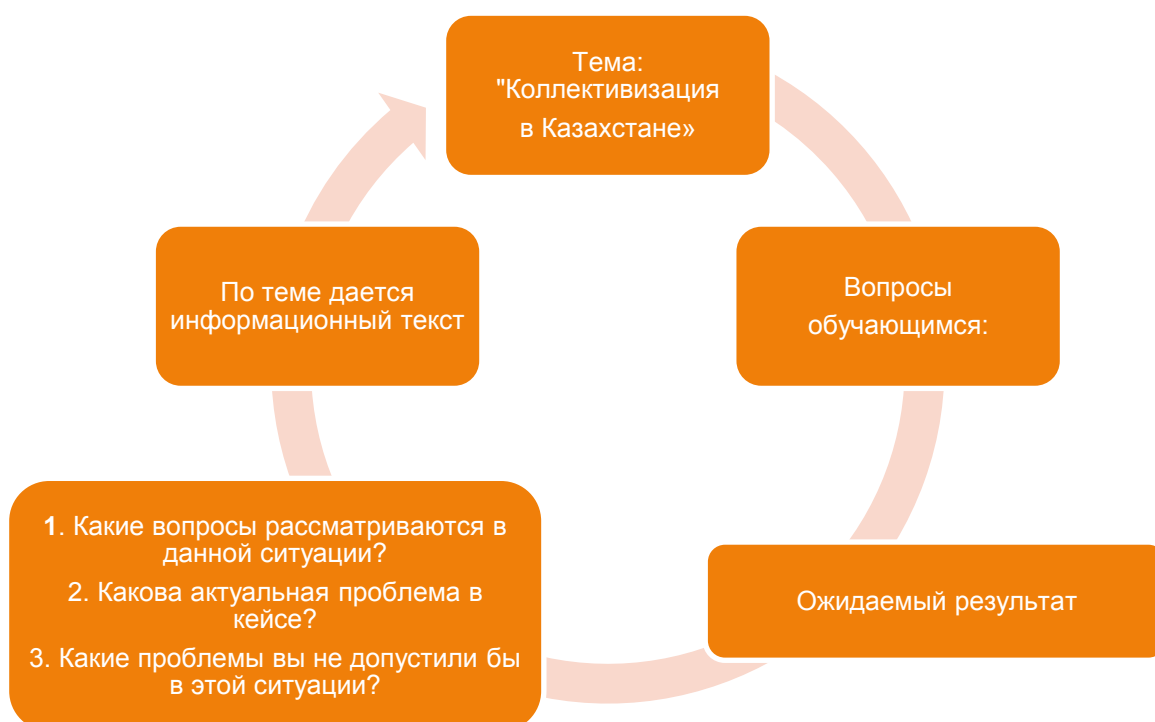 Тема:
"Коллективизация
в Казахстане»
Вопросы
обучающимся:
Ожидаемый результат
1. Какие вопросы рассматриваются в
данной ситуации?
2. Какова актуальная проблема в
кейсе?
3. Какие проблемы вы не допустили бы
в этой ситуации?
По теме дается
информационный текст